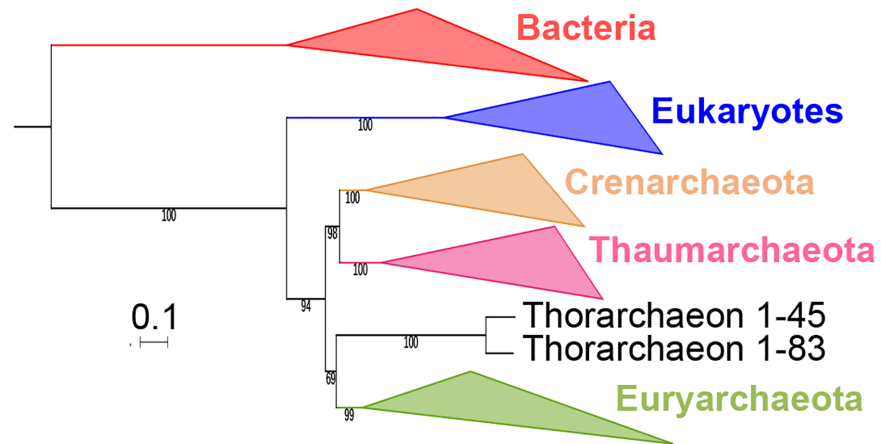 Bacteria
Eukaryotes
100
Crenarchaeota
100
100
98
Thaumarchaeota
100
94
0.1
Thorarchaeon 1-45
100
Thorarchaeon 1-83
69
Euryarchaeota
99